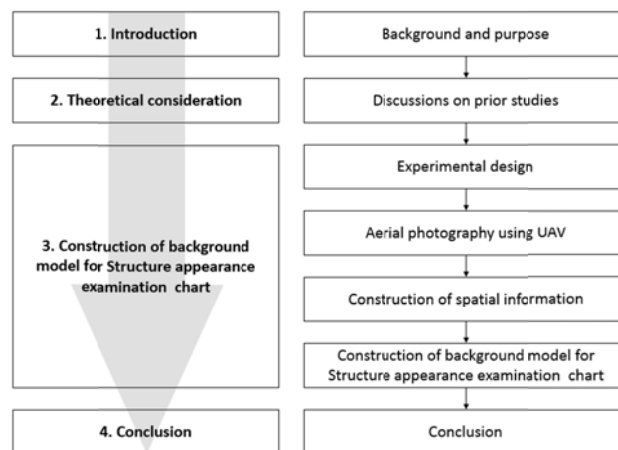 1. Introduction
Background and purpose
2. Theoretical consideration
Discussions on prior studies
3. Construction of background
model for Structure appearance
examination chart
Experimental design
Aerial photography using UAV
Construction of spatial information
Construction of background model for
Structure appearance examination chart
4. Conclusion
Conclusion